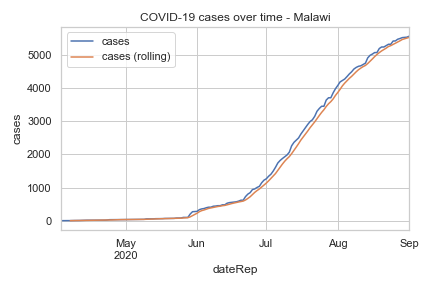 COVID-19 cases over time - Malawi
cases
cases (rolling)
5000
4000
3000
2000
1000
0
cases
May
2020
Jun
Jul
Aug
Sep
dateRep